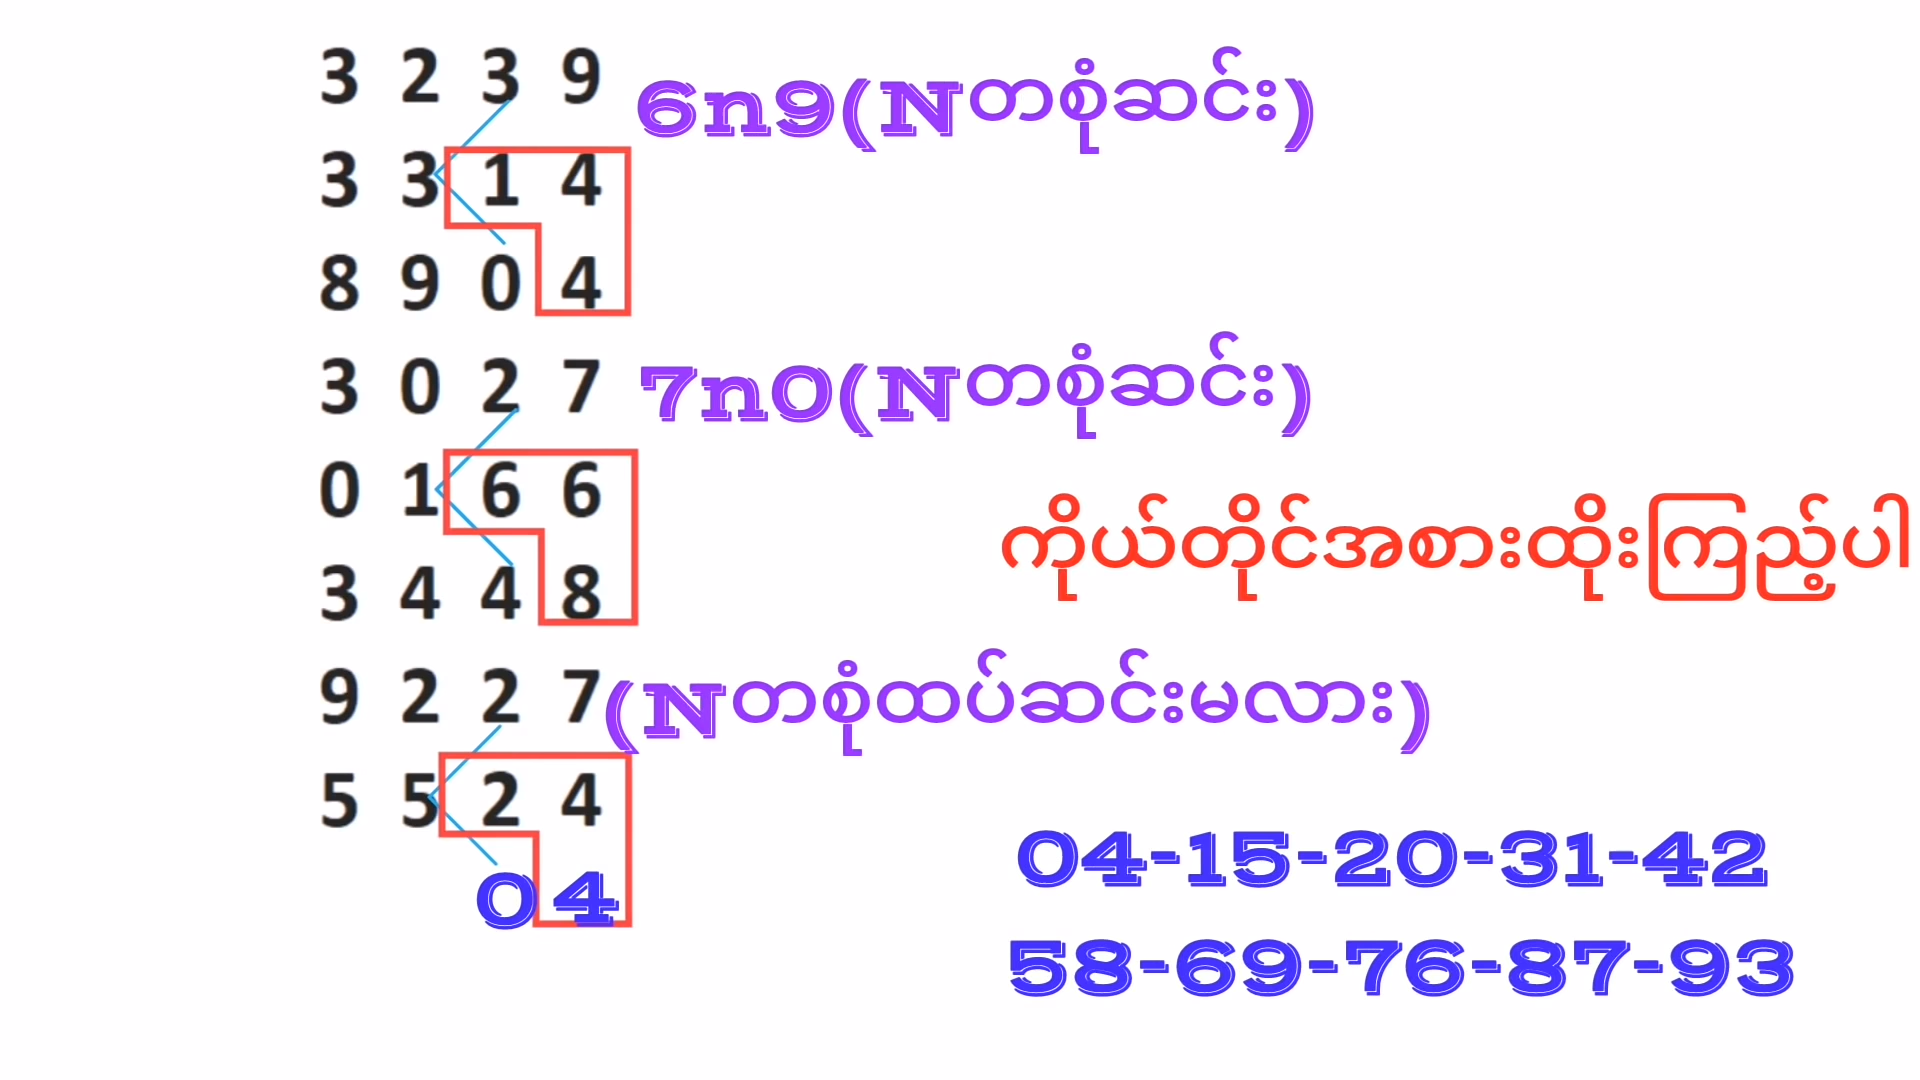 3 2 3 9
6n9(Nတစုံဆင်း)
3 3 1 4
8 9 0 4
3 0 2 7
7n0(Nတစုံဆင်း)
0 1 6 6
ကိုယ်တိုင်အစားထိုးကြည့်ပါ
3 4 4 8
9 2 2 7
(Nတစုံထပ်ဆင်းမလား)
5 5 2 4
04-15-20-31-42
04
58-69-76-87-93